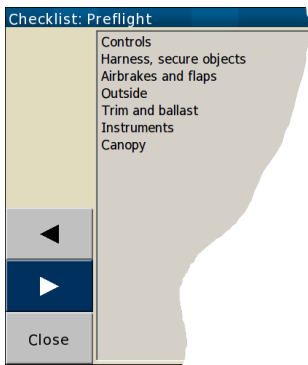 Checklist: Preflight
Controls
Harness, secure objects
Airbrakes and flaps
Outside
Trim and ballast
Instruments
Canopy
Close